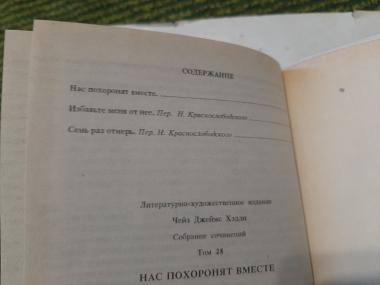 СОДЕРЖАНИЕ
Нас похоронят вместе.
Избавьте меня от нее. Пер. Н. Краснослободского
Семь раз отмерь. Пер. Н. Краснослободского
Литературно-художественное издание
Чейз Джеймс Хэдли
Собрание сочинений
Том 28
НАС ПОХОРОНЯТ ВМЕСТЕ